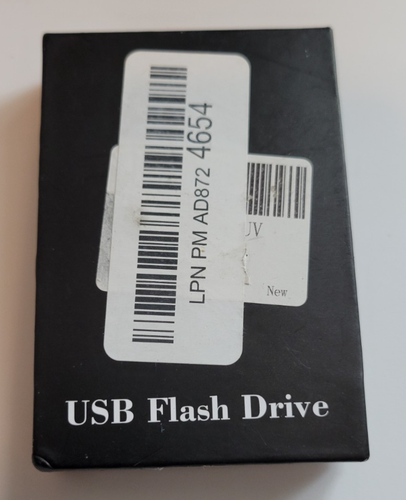 LPN PM AD872 4654
UV
New
USB Flash Drive